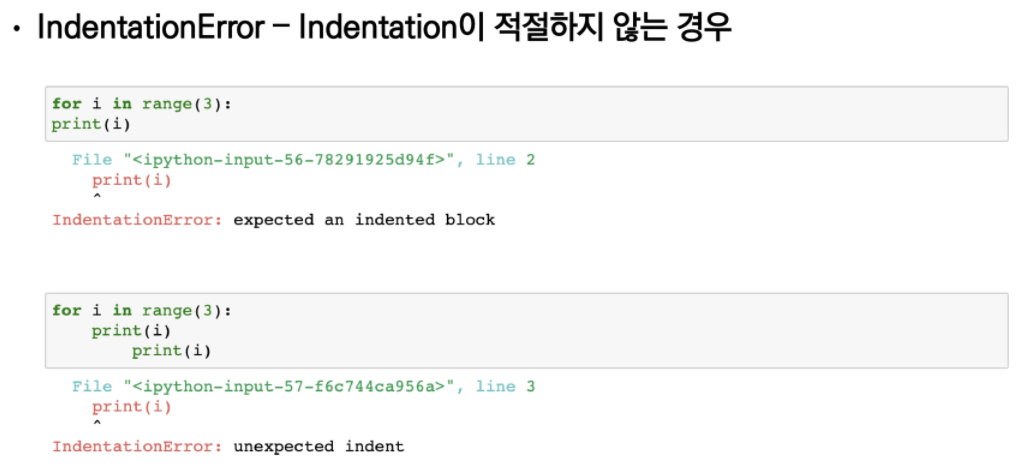 • IndentationError – Indentation이 적절하지 않는 경우
for i in range(3):
print(i)
  File "<ipython-input-56-78291925d94f>", line 2
    print(i)
    ^
IndentationError: expected an indented block
for i in range(3):
    print(i)
        print(i)
  File "<ipython-input-57-f6c744ca956a>", line 3
    print(i)
    ^
IndentationError: unexpected indent